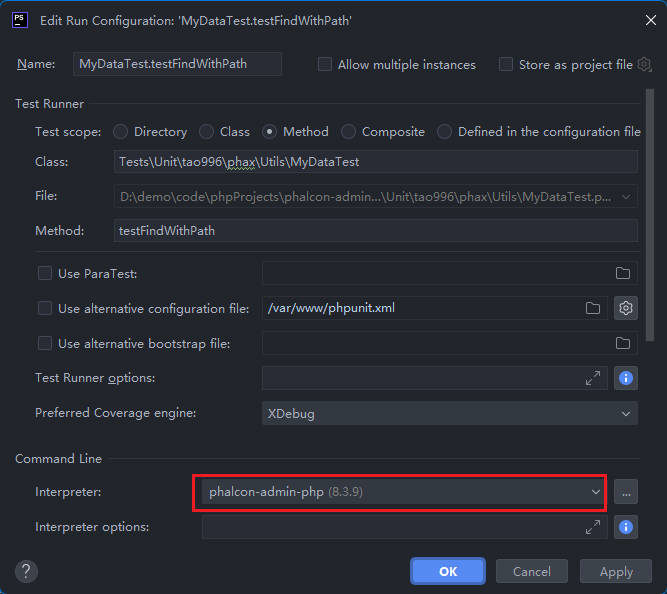 PS Edit Run Configuration: 'MyDataTest.testFindWithPath'
Name: MyDataTest.testFindWithPath Allow multiple instances Store as project file
Test Runner
Test scope: Directory Class Method Composite Defined in the configuration file
Class: Tests\Unit\tao996\phax\Utils\MyDataTest
File: D:\demo\code\phpProjects\phalcon-admin...\Unit\tao996\phax\Utils\MyDataTest.p...
Method: testFindWithPath
Use ParaTest:
Use alternative configuration file: /var/www/phpunit.xml
Use alternative bootstrap file:
Test Runner options:
Preferred Coverage engine: XDebug
Command Line
Interpreter: phalcon-admin-php (8.3.9) ...
Interpreter options:
? OK Cancel Apply